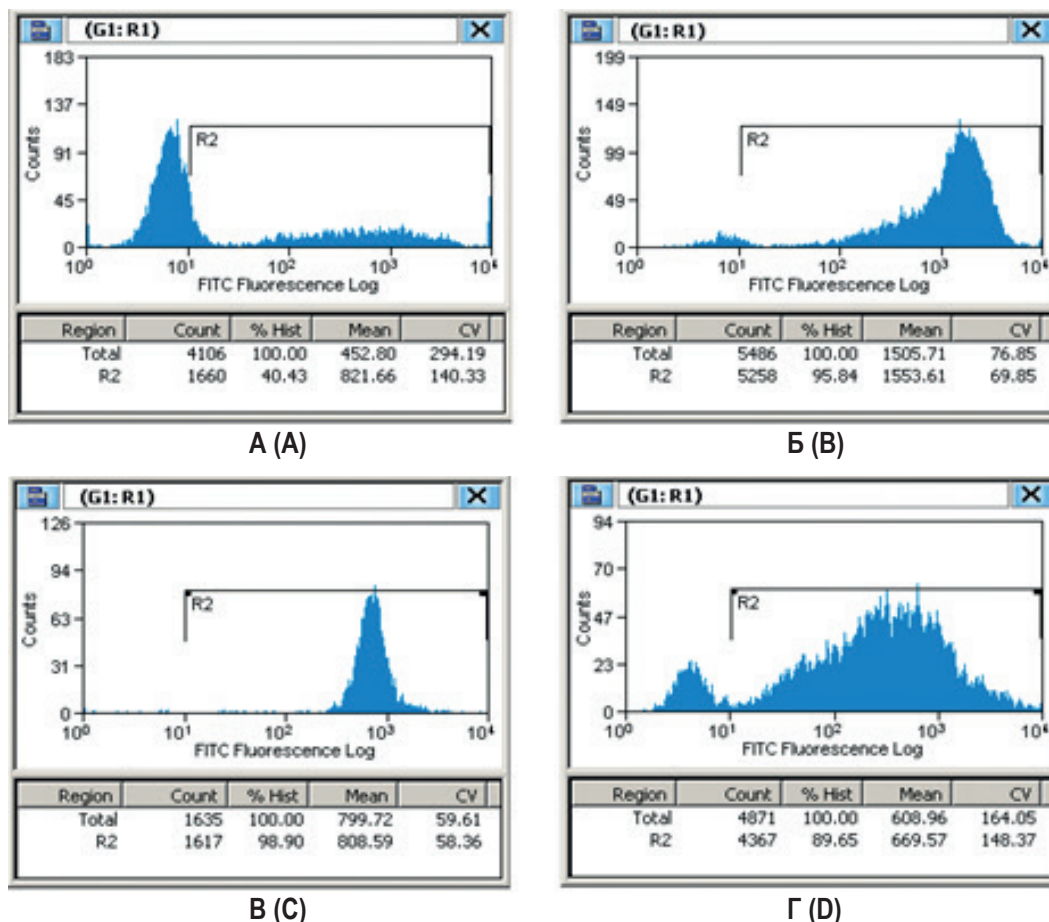 (G1: R1)
183
137
91
45
0
Counts
R2
10⁰ 10¹ 10² 10³ 10⁴
FITC Fluorescence Log
Region Count % Hist Mean CV
Total 4106 100.00 452.80 294.19
R2 1660 40.43 821.66 140.33
А (A)
(G1: R1)
199
149
99
49
0
Counts
R2
10⁰ 10¹ 10² 10³ 10⁴
FITC Fluorescence Log
Region Count % Hist Mean CV
Total 5486 100.00 1505.71 76.85
R2 5258 95.84 1553.61 69.85
Б (B)
(G1: R1)
126
94
63
31
0
Counts
R2
10⁰ 10¹ 10² 10³ 10⁴
FITC Fluorescence Log
Region Count % Hist Mean CV
Total 1635 100.00 799.72 59.61
R2 1617 98.90 808.59 58.36
В (C)
(G1: R1)
94
70
47
23
0
Counts
R2
10⁰ 10¹ 10² 10³ 10⁴
FITC Fluorescence Log
Region Count % Hist Mean CV
Total 4871 100.00 608.96 164.05
R2 4367 89.65 669.57 148.37
Г (D)